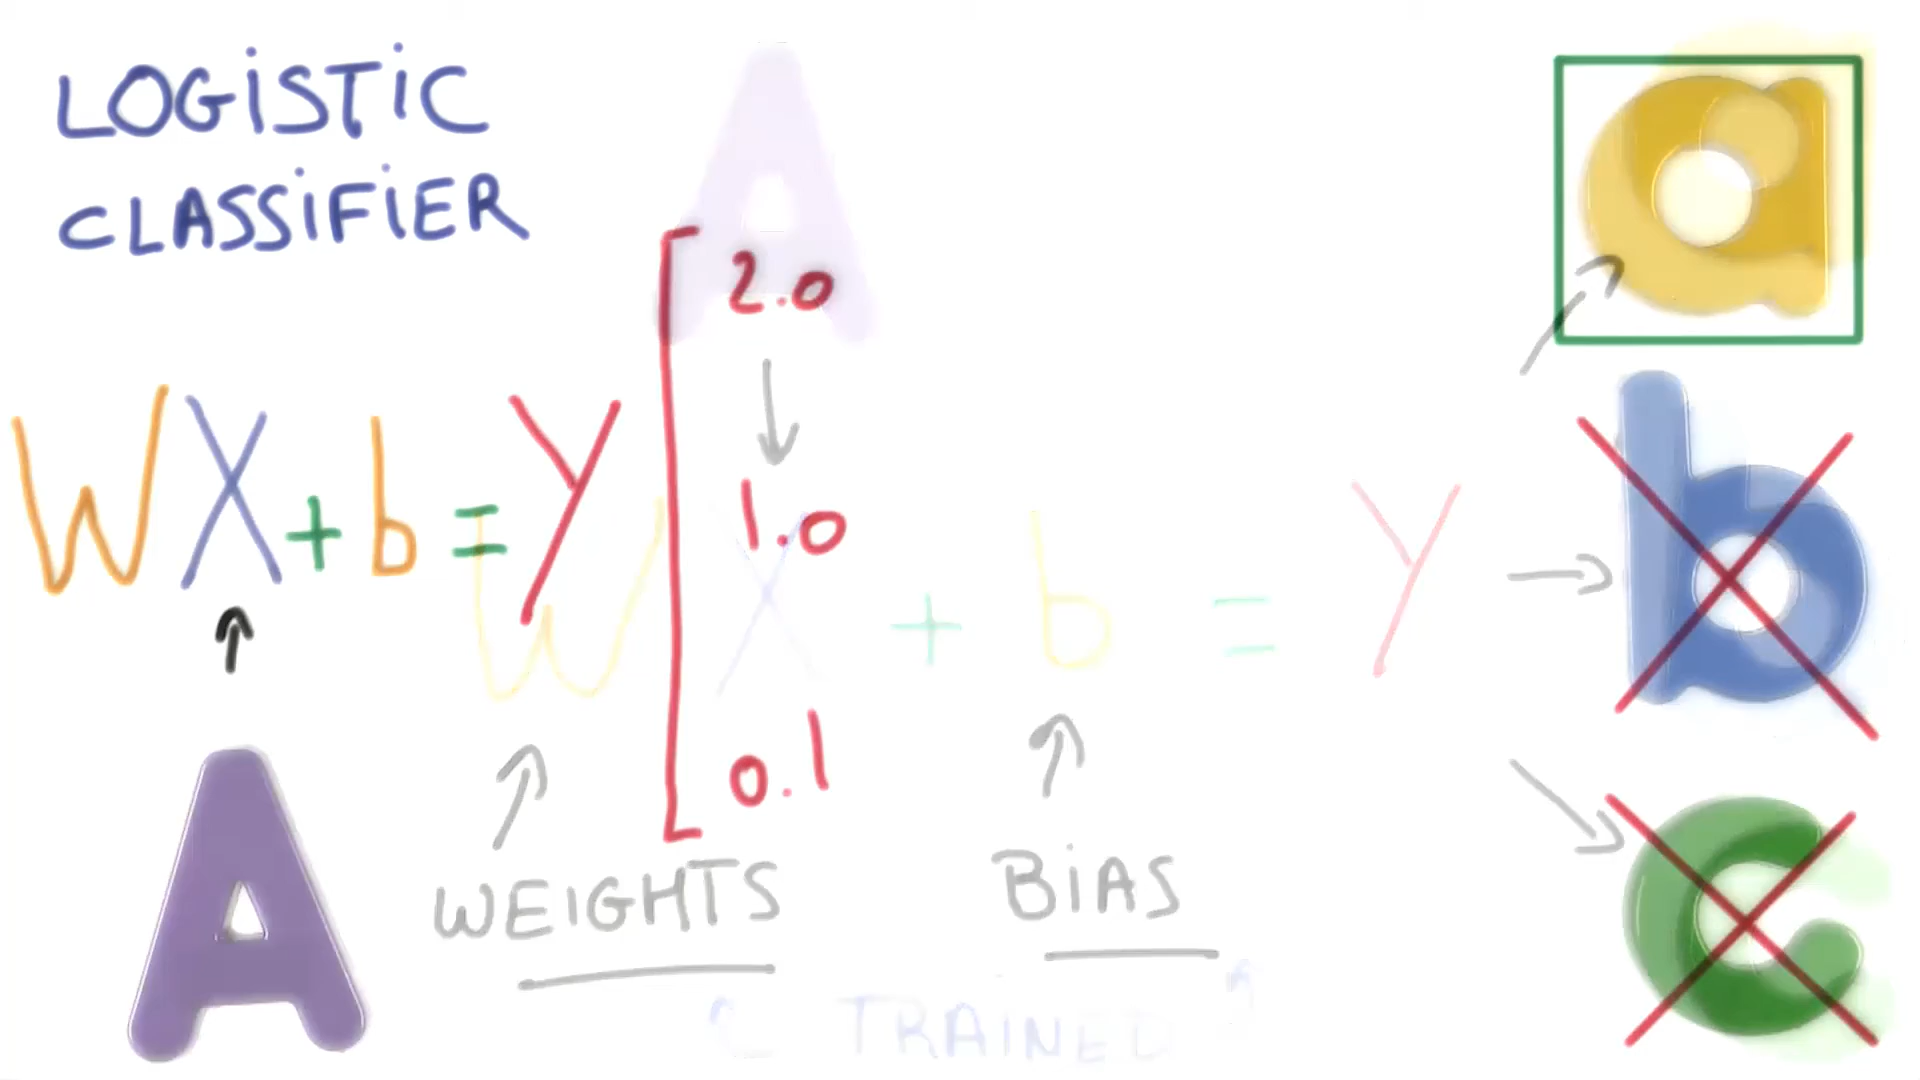 LOGISTIC
CLASSIFIER
A
WX+b=Y
2.0
1.0
0.1
WX + b = Y
A
WEIGHTS
BIAS
TRAINED
a
b
c